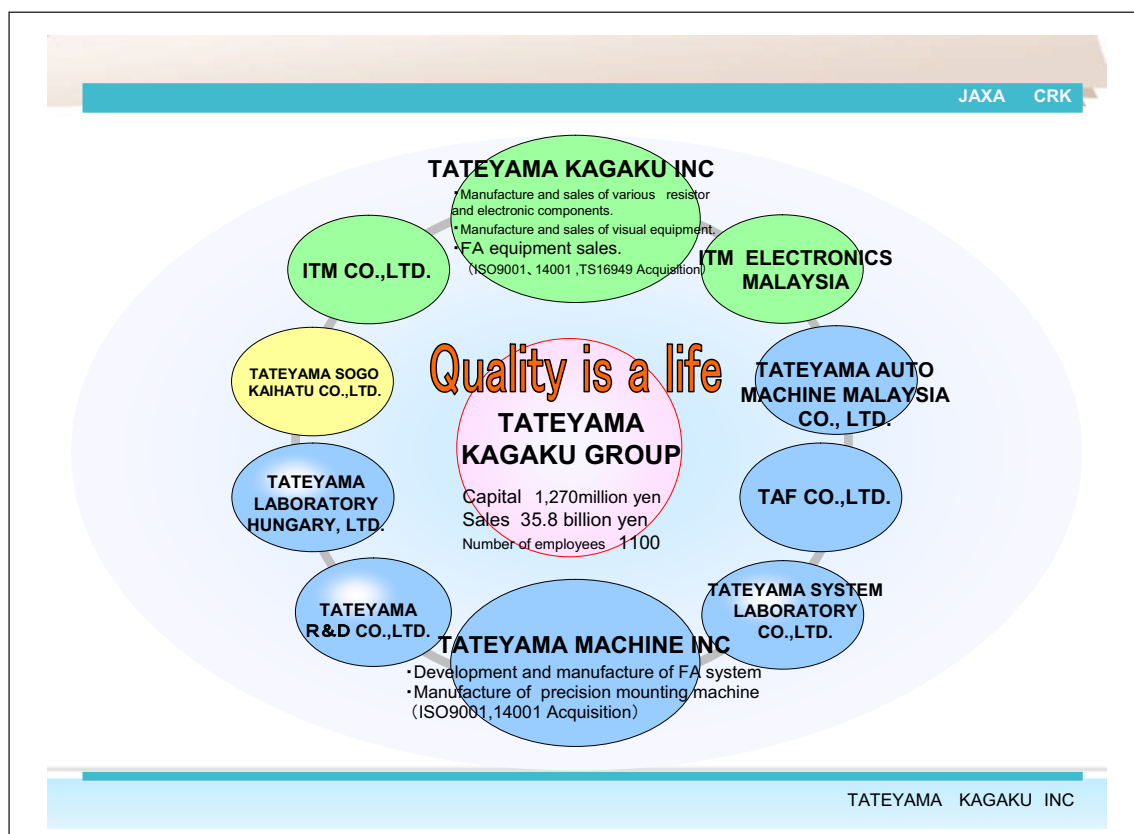 JAXA CRK
TATEYAMA KAGAKU INC
・Manufacture and sales of various resistor
and electronic components.
・Manufacture and sales of visual equipment.
・FA equipment sales.
（ISO9001、14001 ,TS16949 Acquisition）
ITM CO.,LTD.
ITM ELECTRONICS
MALAYSIA
TATEYAMA SOGO
KAIHATU CO.,LTD.
Quality is a life
TATEYAMA
KAGAKU GROUP
Capital 1,270million yen
Sales 35.8 billion yen
Number of employees 1100
TATEYAMA AUTO
MACHINE MALAYSIA
CO., LTD.
TATEYAMA
LABORATORY
HUNGARY, LTD.
TAF CO.,LTD.
TATEYAMA
R&D CO.,LTD.
TATEYAMA SYSTEM
LABORATORY
CO.,LTD.
TATEYAMA MACHINE INC
・Development and manufacture of FA system
・Manufacture of precision mounting machine
（ISO9001,14001 Acquisition）
TATEYAMA KAGAKU INC